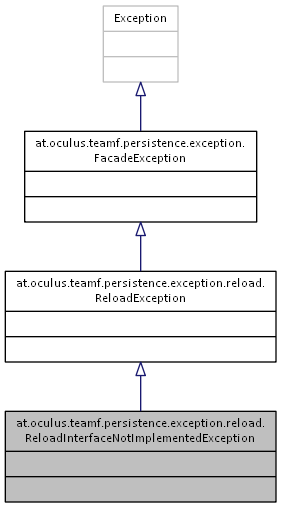 Exception
at.oculus.teamf.persistence.exception.
FacadeException
at.oculus.teamf.persistence.exception.reload.
ReloadException
at.oculus.teamf.persistence.exception.reload.
ReloadInterfaceNotImplementedException